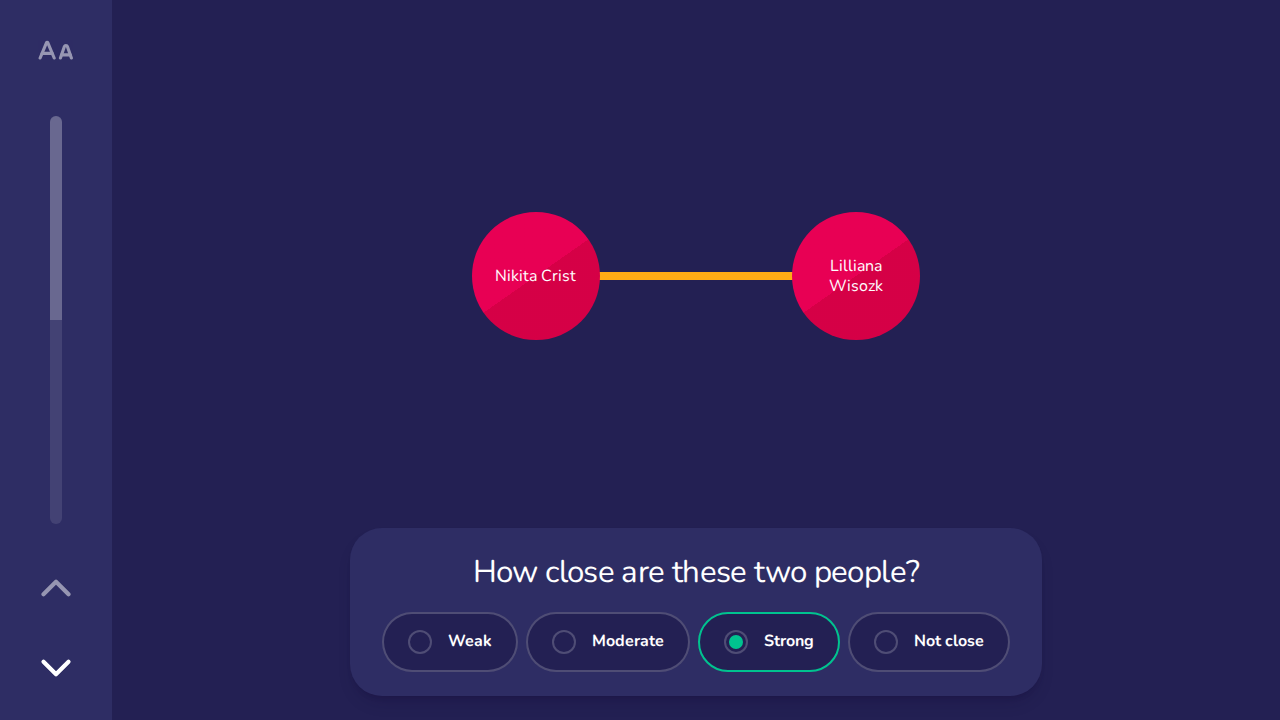 AA
Nikita Crist
Lilliana
Wisozk
How close are these two people?
Weak
Moderate
Strong
Not close